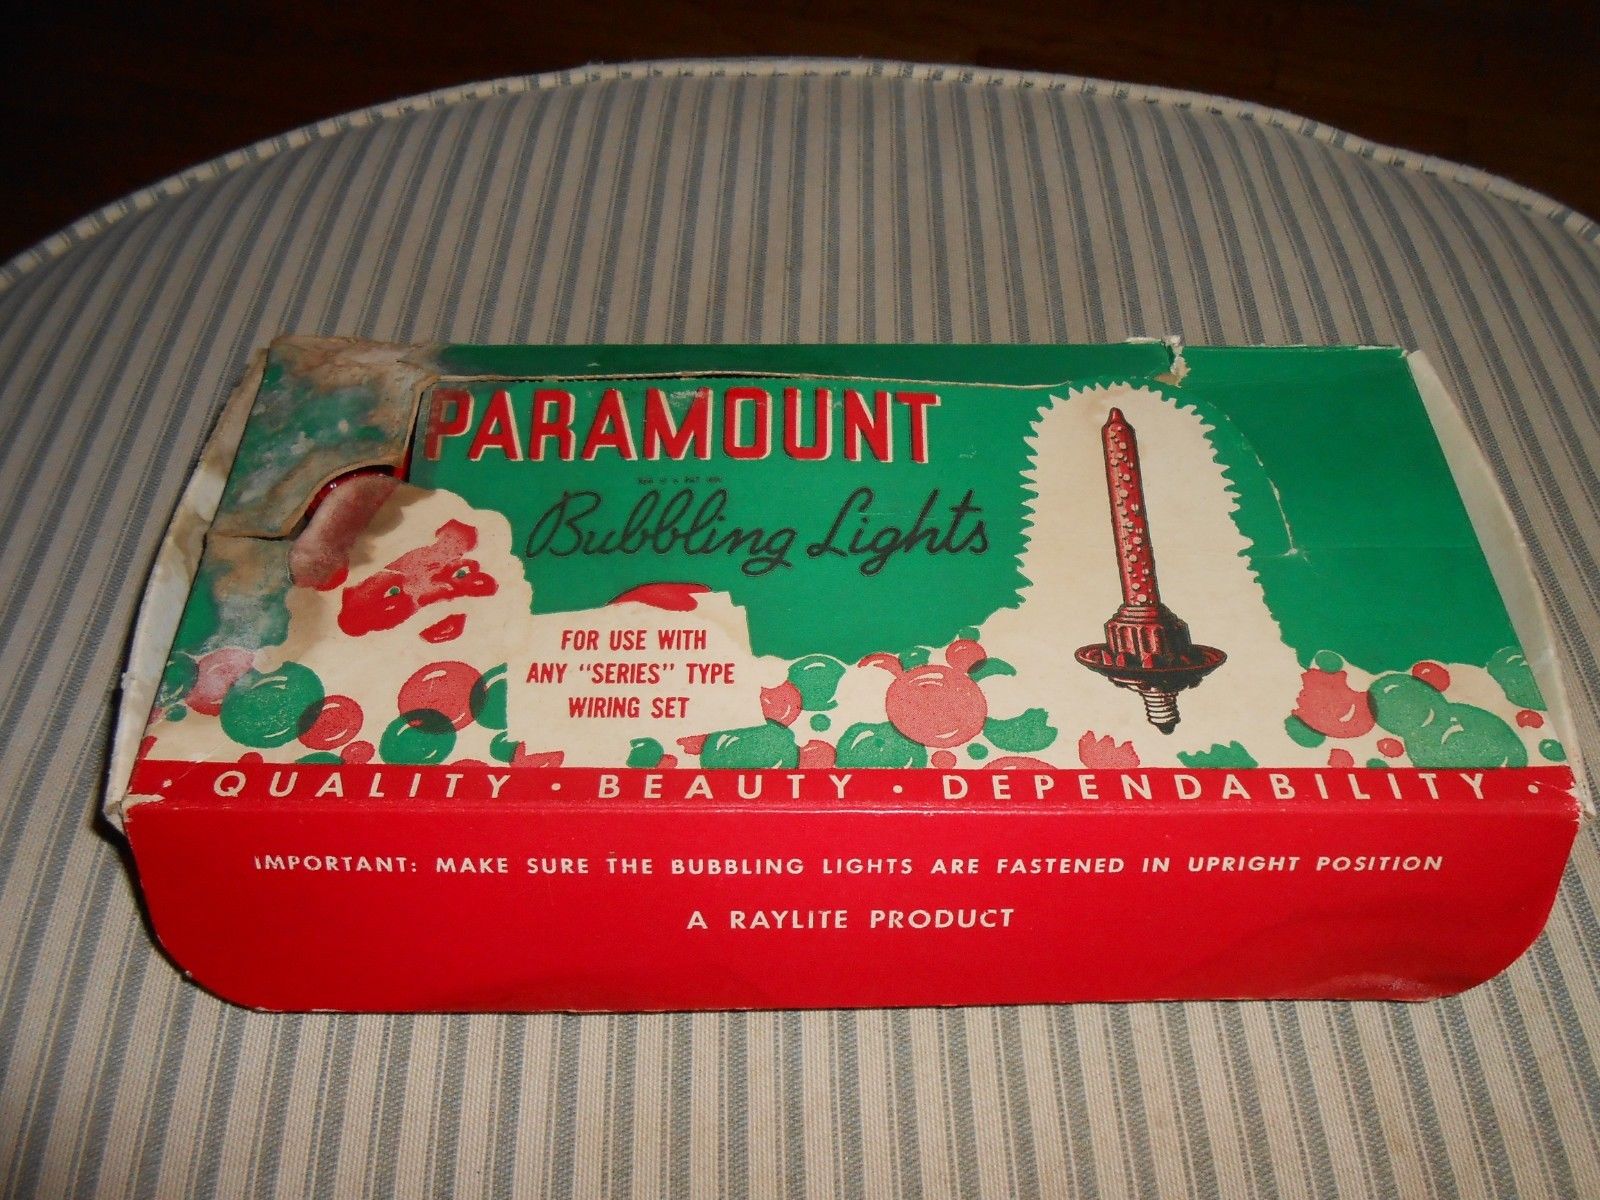 PARAMOUNT
Bubbling Lights
FOR USE WITH
ANY "SERIES" TYPE
WIRING SET
· QUALITY · BEAUTY · DEPENDABILITY ·
IMPORTANT: MAKE SURE THE BUBBLING LIGHTS ARE FASTENED IN UPRIGHT POSITION
A RAYLITE PRODUCT